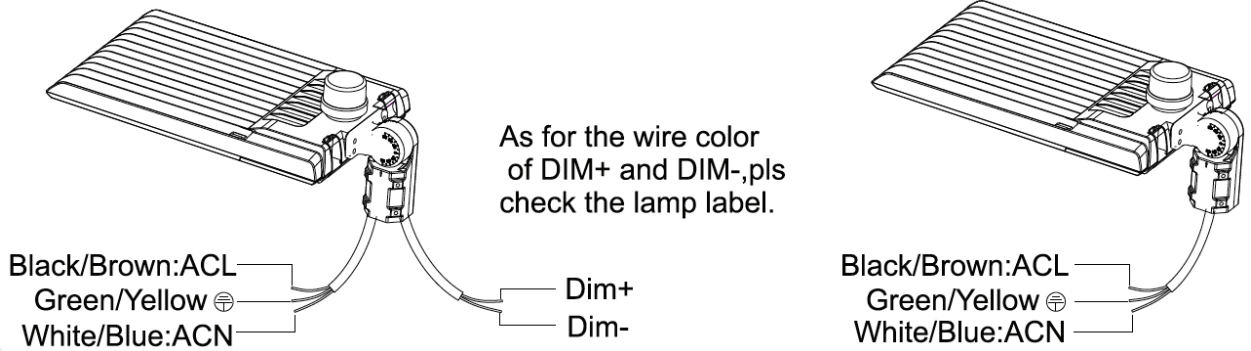 As for the wire color
of DIM+ and DIM-,pls
check the lamp label.
Black/Brown:ACL
Green/Yellow ⏚
White/Blue:ACN
Dim+
Dim-
Black/Brown:ACL
Green/Yellow ⏚
White/Blue:ACN